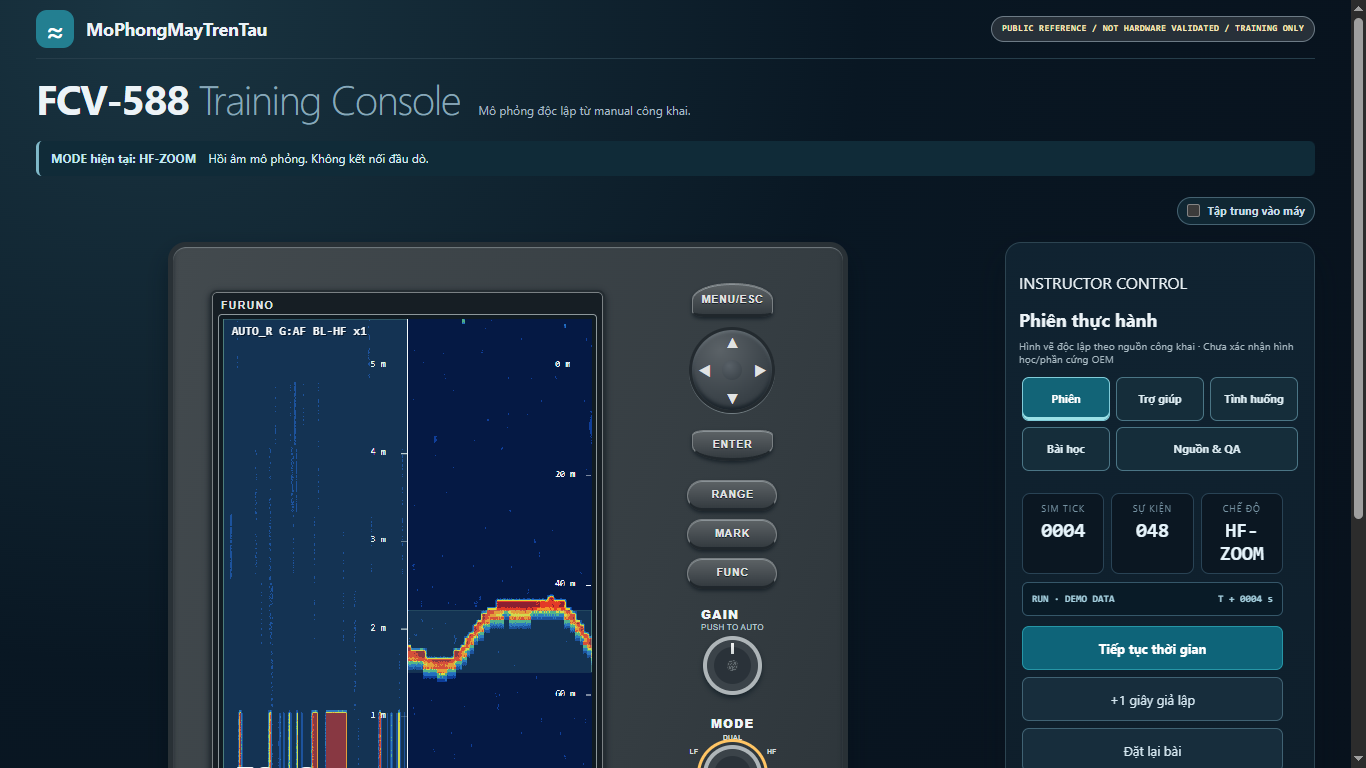 ≈ MoPhongMayTrenTau
PUBLIC REFERENCE / NOT HARDWARE VALIDATED / TRAINING ONLY
FCV-588 Training Console Mô phỏng độc lập từ manual công khai.
MODE hiện tại: HF-ZOOM Hồi âm mô phỏng. Không kết nối đầu dò.
Tập trung vào máy
FURUNO
AUTO_R G:AF BL-HF x1
5 m
4 m
3 m
2 m
1 m
0 m
20 m
40 m
60 m
MENU/ESC
ENTER
RANGE
MARK
FUNC
GAIN
PUSH TO AUTO
MODE
DUAL
LF HF
INSTRUCTOR CONTROL
Phiên thực hành
Hình vẽ độc lập theo nguồn công khai · Chưa xác nhận hình
học/phần cứng OEM
Phiên Trợ giúp Tình huống
Bài học Nguồn & QA
SIM TICK
0004
SỰ KIỆN
048
CHẾ ĐỘ
HF-
ZOOM
RUN · DEMO DATA T + 0004 s
Tiếp tục thời gian
+1 giây giả lập
Đặt lại bài